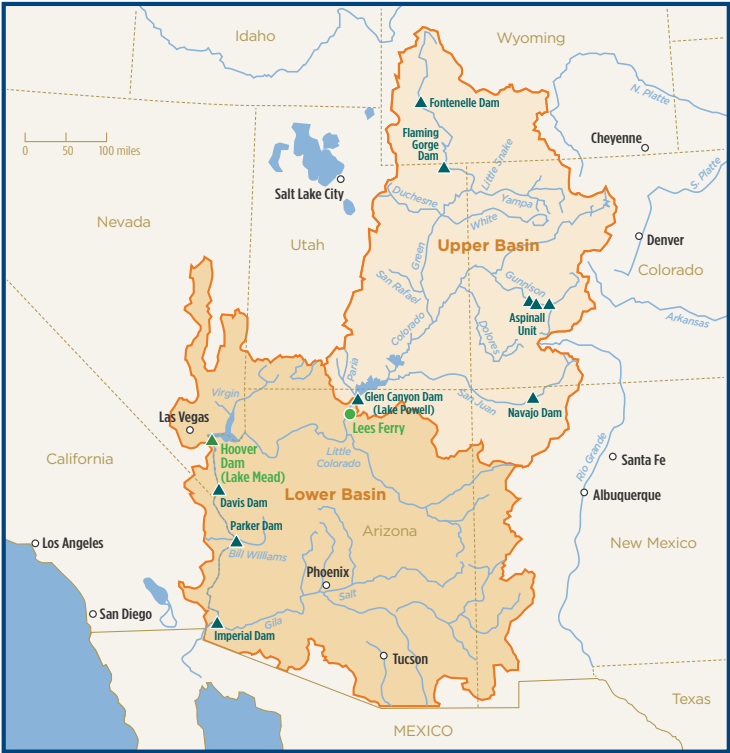 Idaho
Wyoming
N. Platte
Fontenelle Dam
Flaming
Gorge
Dam
Cheyenne
0 50 100 miles
Little Snake
S. Platte
Salt Lake City
Duchesne
Yampa
White
Nevada
Utah
Green
Upper Basin
Denver
Colorado
San Rafael
Gunnison
Aspinall
Unit
Colorado
Dolores
Arkansas
Paria
Virgin
Glen Canyon Dam
(Lake Powell)
San Juan
Navajo Dam
Las Vegas
Lees Ferry
Hoover
Dam
(Lake Mead)
Little
Colorado
Rio Grande
Santa Fe
California
Lower Basin
Albuquerque
Davis Dam
Parker Dam
Arizona
Los Angeles
New Mexico
Bill Williams
Phoenix
Salt
San Diego
Gila
Imperial Dam
Tucson
Texas
MEXICO